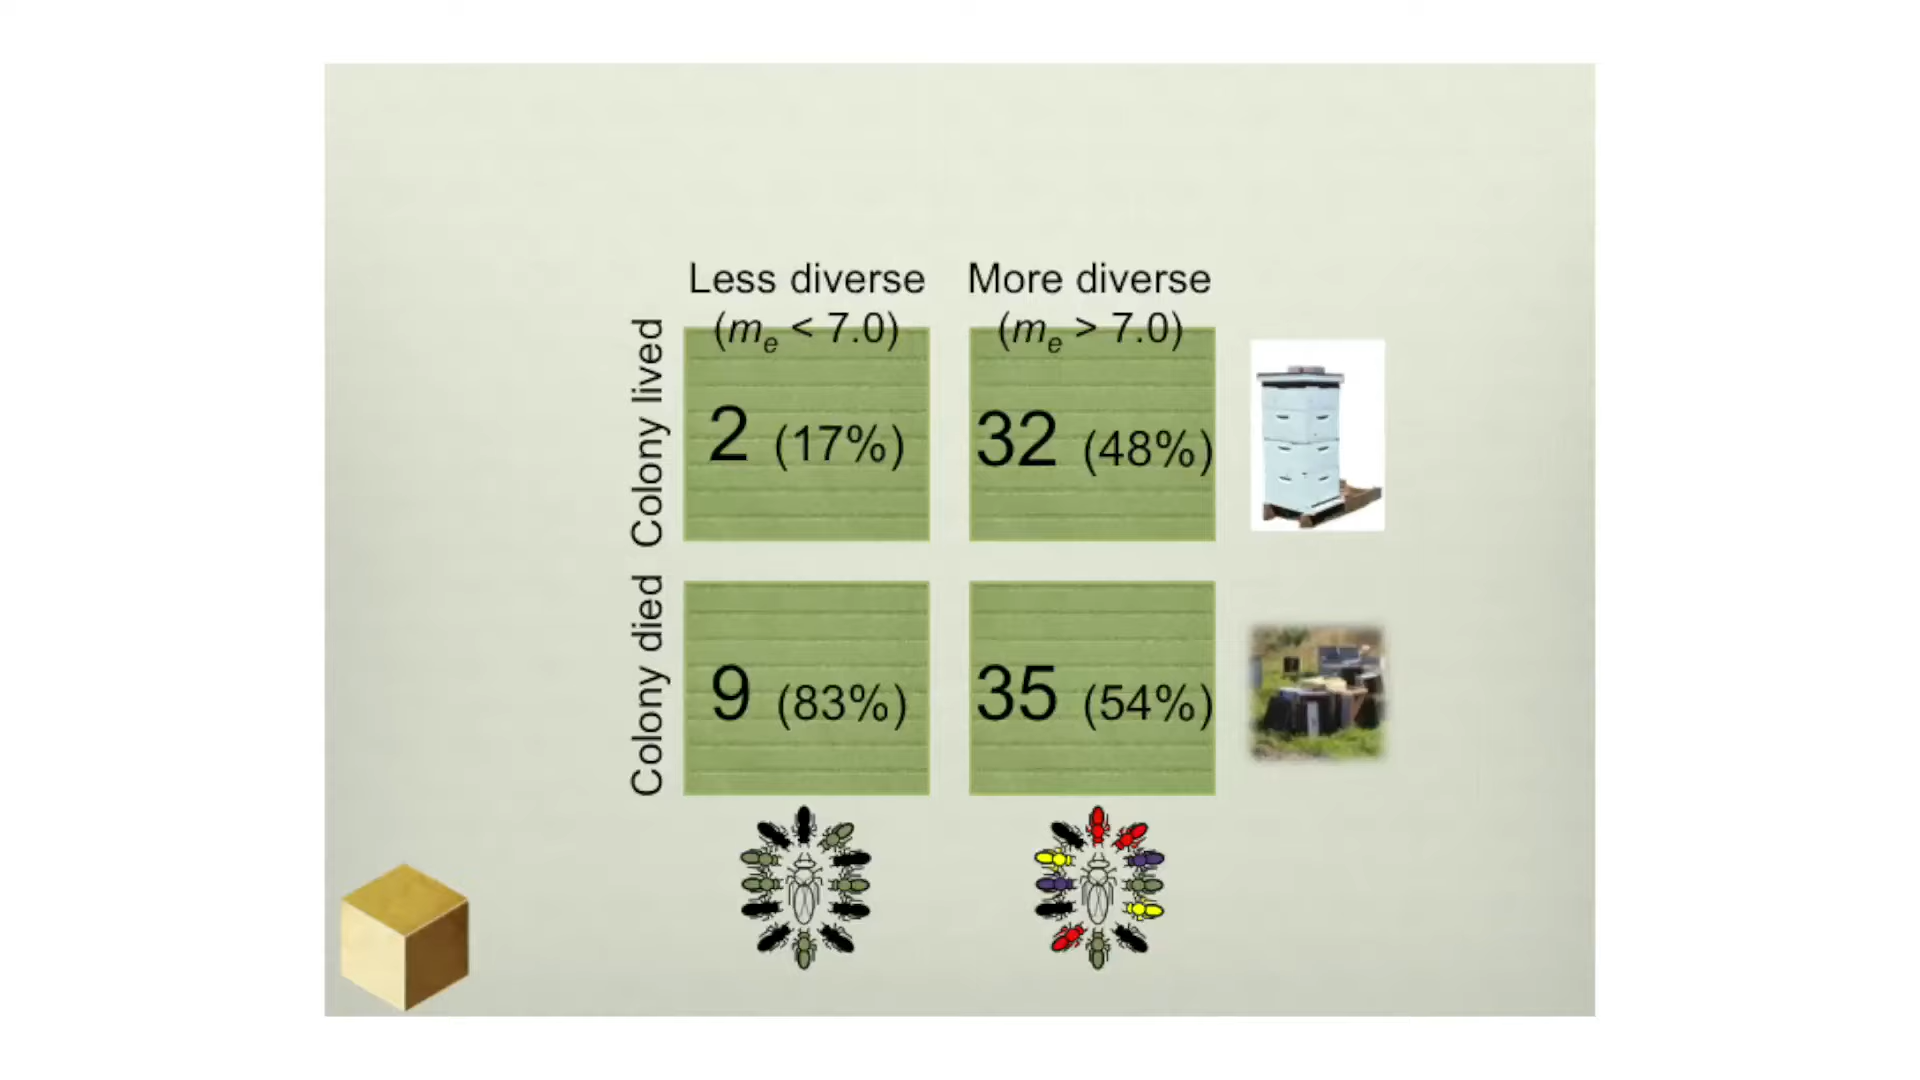 Less diverse
(me < 7.0)
More diverse
(me > 7.0)
Colony lived
2 (17%)
32 (48%)
Colony died
9 (83%)
35 (54%)